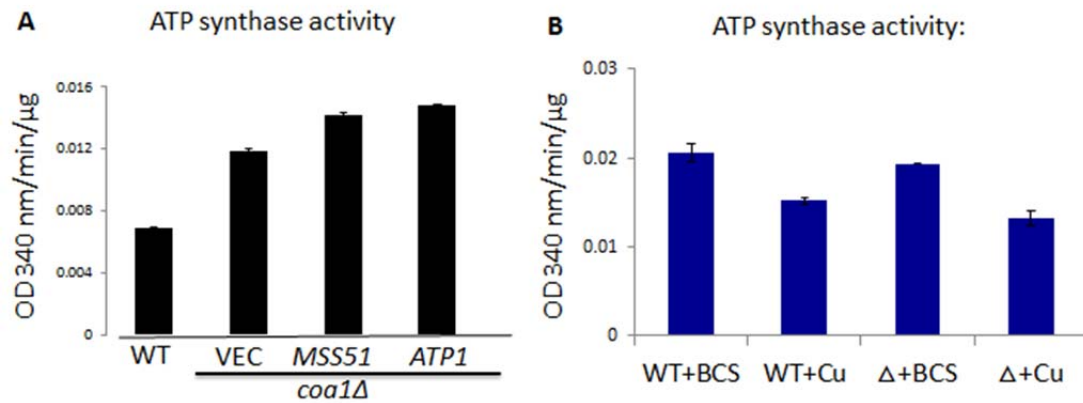 A
ATP synthase activity
OD 340 nm/min/μg
0.016
0.012
0.008
0.004
0
WT
VEC
MSS51
ATP1
coa1Δ
B
ATP synthase activity:
OD 340 nm/min/μg
0.03
0.02
0.01
0
WT+BCS
WT+Cu
Δ+BCS
Δ+Cu